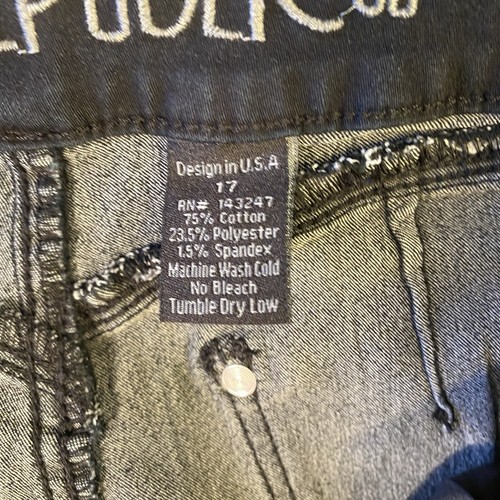 Design in U.S.A
17
RN# 143247
75% Cotton
23.5% Polyester
1.5% Spandex
Machine Wash Cold
No Bleach
Tumble Dry Low